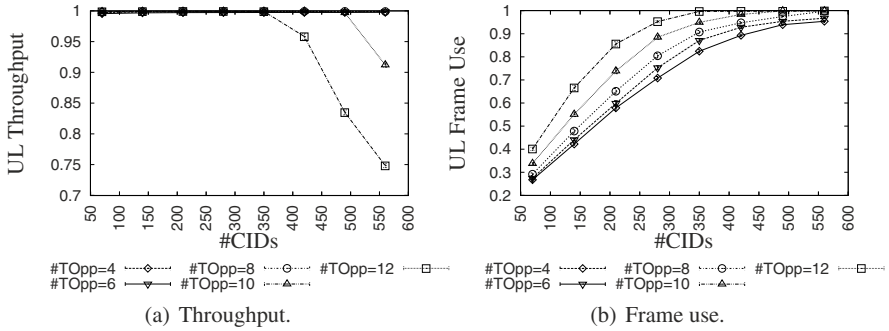 1
0.95
0.9
0.85
0.8
0.75
0.7
UL Throughput
50 100 150 200 250 300 350 400 450 500 550 600
#CIDs
#TOpp=4 #TOpp=8 #TOpp=12
#TOpp=6 #TOpp=10
(a) Throughput.
1
0.9
0.8
0.7
0.6
0.5
0.4
0.3
0.2
UL Frame Use
50 100 150 200 250 300 350 400 450 500 550 600
#CIDs
#TOpp=4 #TOpp=8 #TOpp=12
#TOpp=6 #TOpp=10
(b) Frame use.